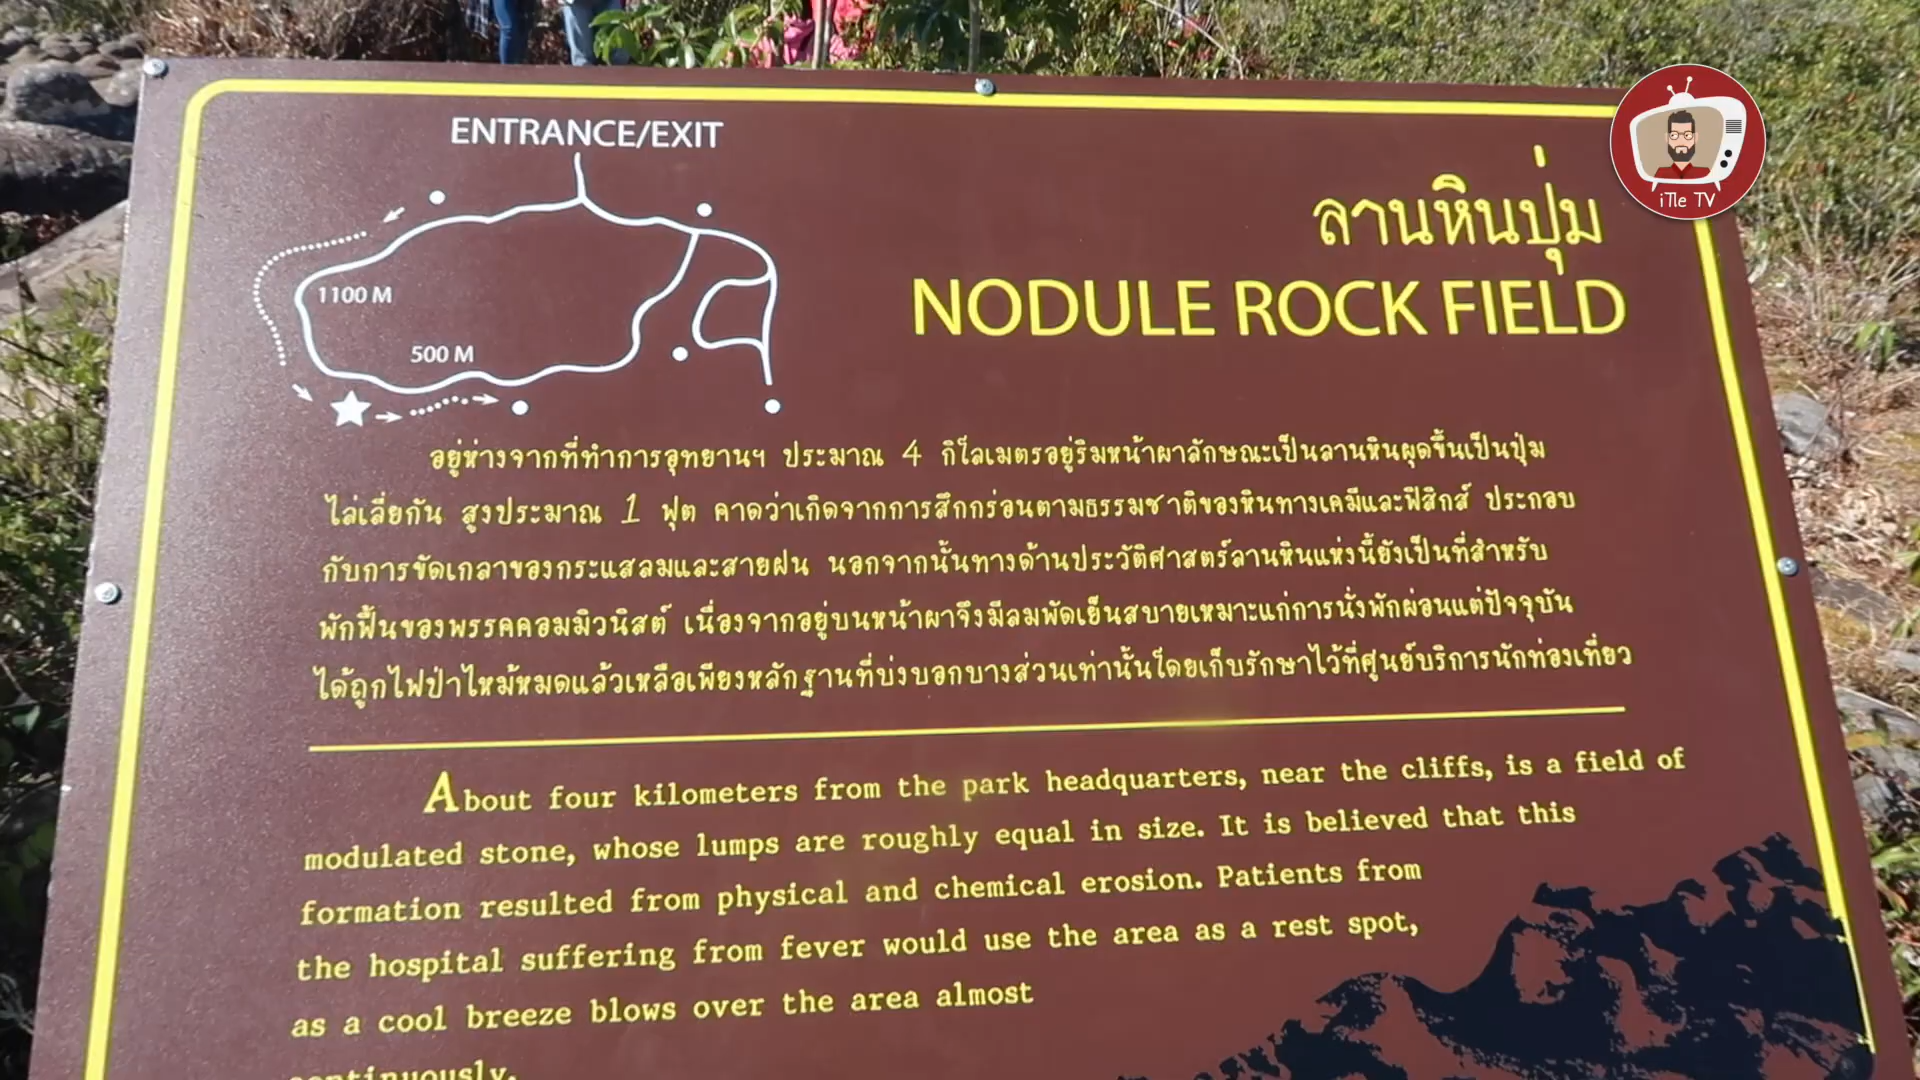 ENTRANCE/EXIT
1100 M
500 M
iTle TV
ลานหินปุ่ม
NODULE ROCK FIELD
อยู่ห่างจากที่ทำการอุทยานฯ ประมาณ 4 กิโลเมตรอยู่ริมหน้าผาลักษณะเป็นลานหินผุดขึ้นเป็นปุ่ม
ไล่เลี่ยกัน สูงประมาณ 1 ฟุต คาดว่าเกิดจากการสึกกร่อนตามธรรมชาติของหินทางเคมีและฟิสิกส์ ประกอบ
กับการขัดเกลาของกระแสลมและสายฝน นอกจากนั้นทางด้านประวัติศาสตร์ลานหินแห่งนี้ยังเป็นที่สำหรับ
พักฟื้นของพรรคคอมมิวนิสต์ เนื่องจากอยู่บนหน้าผาจึงมีลมพัดเย็นสบายเหมาะแก่การนั่งพักผ่อนแต่ปัจจุบัน
ได้ถูกไฟป่าไหม้หมดแล้วเหลือเพียงหลักฐานที่บ่งบอกบางส่วนเท่านั้นโดยเก็บรักษาไว้ที่ศูนย์บริการนักท่องเที่ยว
About four kilometers from the park headquarters, near the cliffs, is a field of
modulated stone, whose lumps are roughly equal in size. It is believed that this
formation resulted from physical and chemical erosion. Patients from
the hospital suffering from fever would use the area as a rest spot,
as a cool breeze blows over the area almost
continuously.